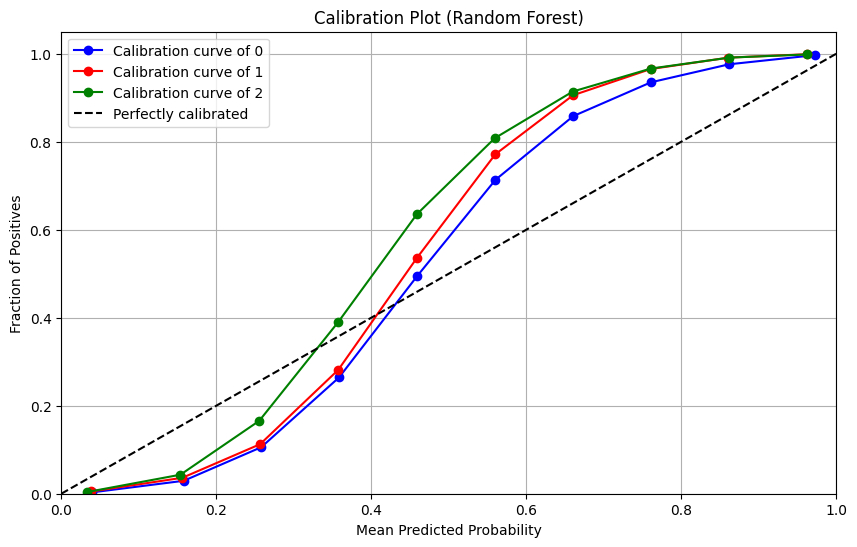 Calibration Plot (Random Forest)
Calibration curve of 0
Calibration curve of 1
Calibration curve of 2
Perfectly calibrated
Fraction of Positives
1.0
0.8
0.6
0.4
0.2
0.0
0.0 0.2 0.4 0.6 0.8 1.0
Mean Predicted Probability